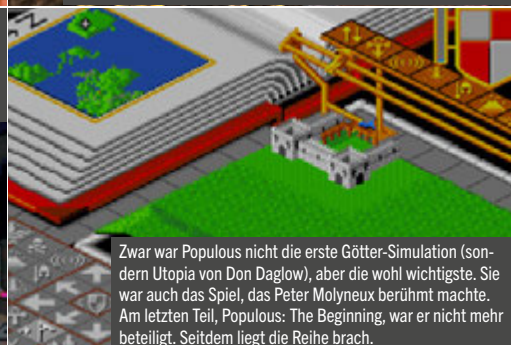 Zwar war Populous nicht die erste Götter-Simulation (son-
dern Utopia von Don Daglow), aber die wohl wichtigste. Sie
war auch das Spiel, das Peter Molyneux berühmt machte.
Am letzten Teil, Populous: The Beginning, war er nicht mehr
beteiligt. Seitdem liegt die Reihe brach.